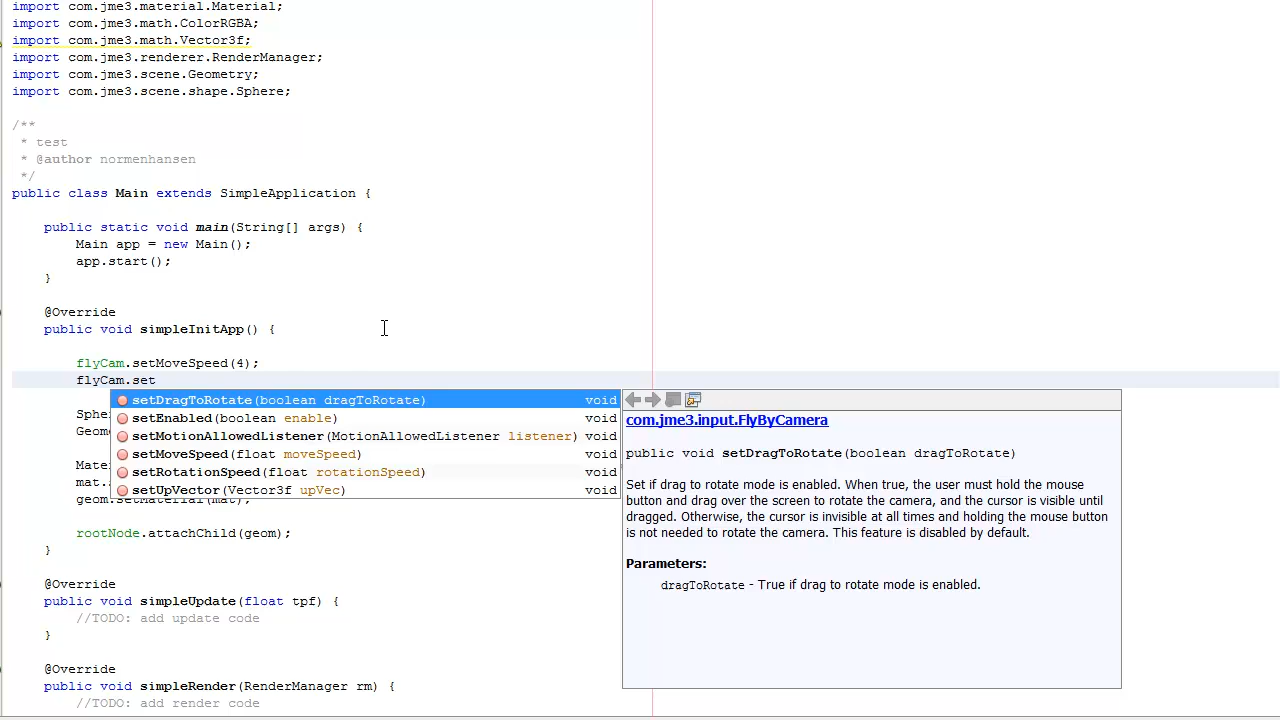 import com.jme3.material.Material;
import com.jme3.math.ColorRGBA;
import com.jme3.math.Vector3f;
import com.jme3.renderer.RenderManager;
import com.jme3.scene.Geometry;
import com.jme3.scene.shape.Sphere;
/**
* test
* @author normenhansen
*/
public class Main extends SimpleApplication {
public static void main(String[] args) {
Main app = new Main();
app.start();
}
@Override
public void simpleInitApp() {
flyCam.setMoveSpeed(4);
flyCam.set
setDragToRotate(boolean dragToRotate) void
setEnabled(boolean enable) void
setMotionAllowedListener(MotionAllowedListener listener) void
setMoveSpeed(float moveSpeed) void
setRotationSpeed(float rotationSpeed) void
setUpVector(Vector3f upVec) void
com.jme3.input.FlyByCamera
public void setDragToRotate(boolean dragToRotate)
Set if drag to rotate mode is enabled. When true, the user must hold the mouse
button and drag over the screen to rotate the camera, and the cursor is visible until
dragged. Otherwise, the cursor is invisible at all times and holding the mouse button
is not needed to rotate the camera. This feature is disabled by default.
Parameters:
dragToRotate - True if drag to rotate mode is enabled.
Sphe
Geome
Mate
mat.
geom.setMaterial(mat);
rootNode.attachChild(geom);
}
@Override
public void simpleUpdate(float tpf) {
//TODO: add update code
}
@Override
public void simpleRender(RenderManager rm) {
//TODO: add render code